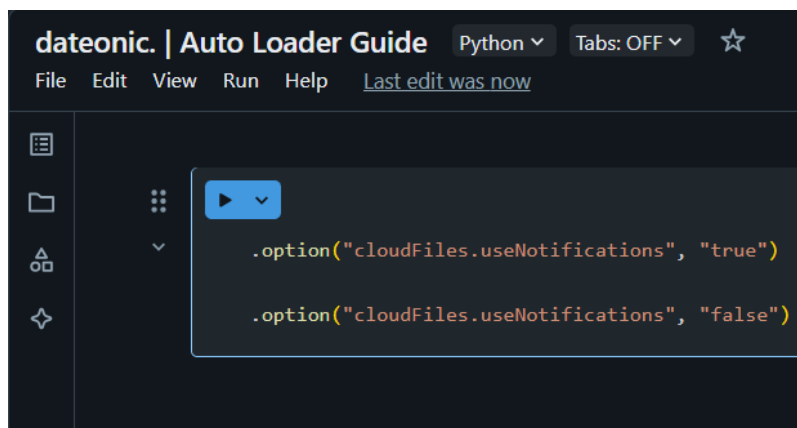 dateonic. | Auto Loader Guide Python Tabs: OFF
File Edit View Run Help Last edit was now
.option("cloudFiles.useNotifications", "true")
.option("cloudFiles.useNotifications", "false")